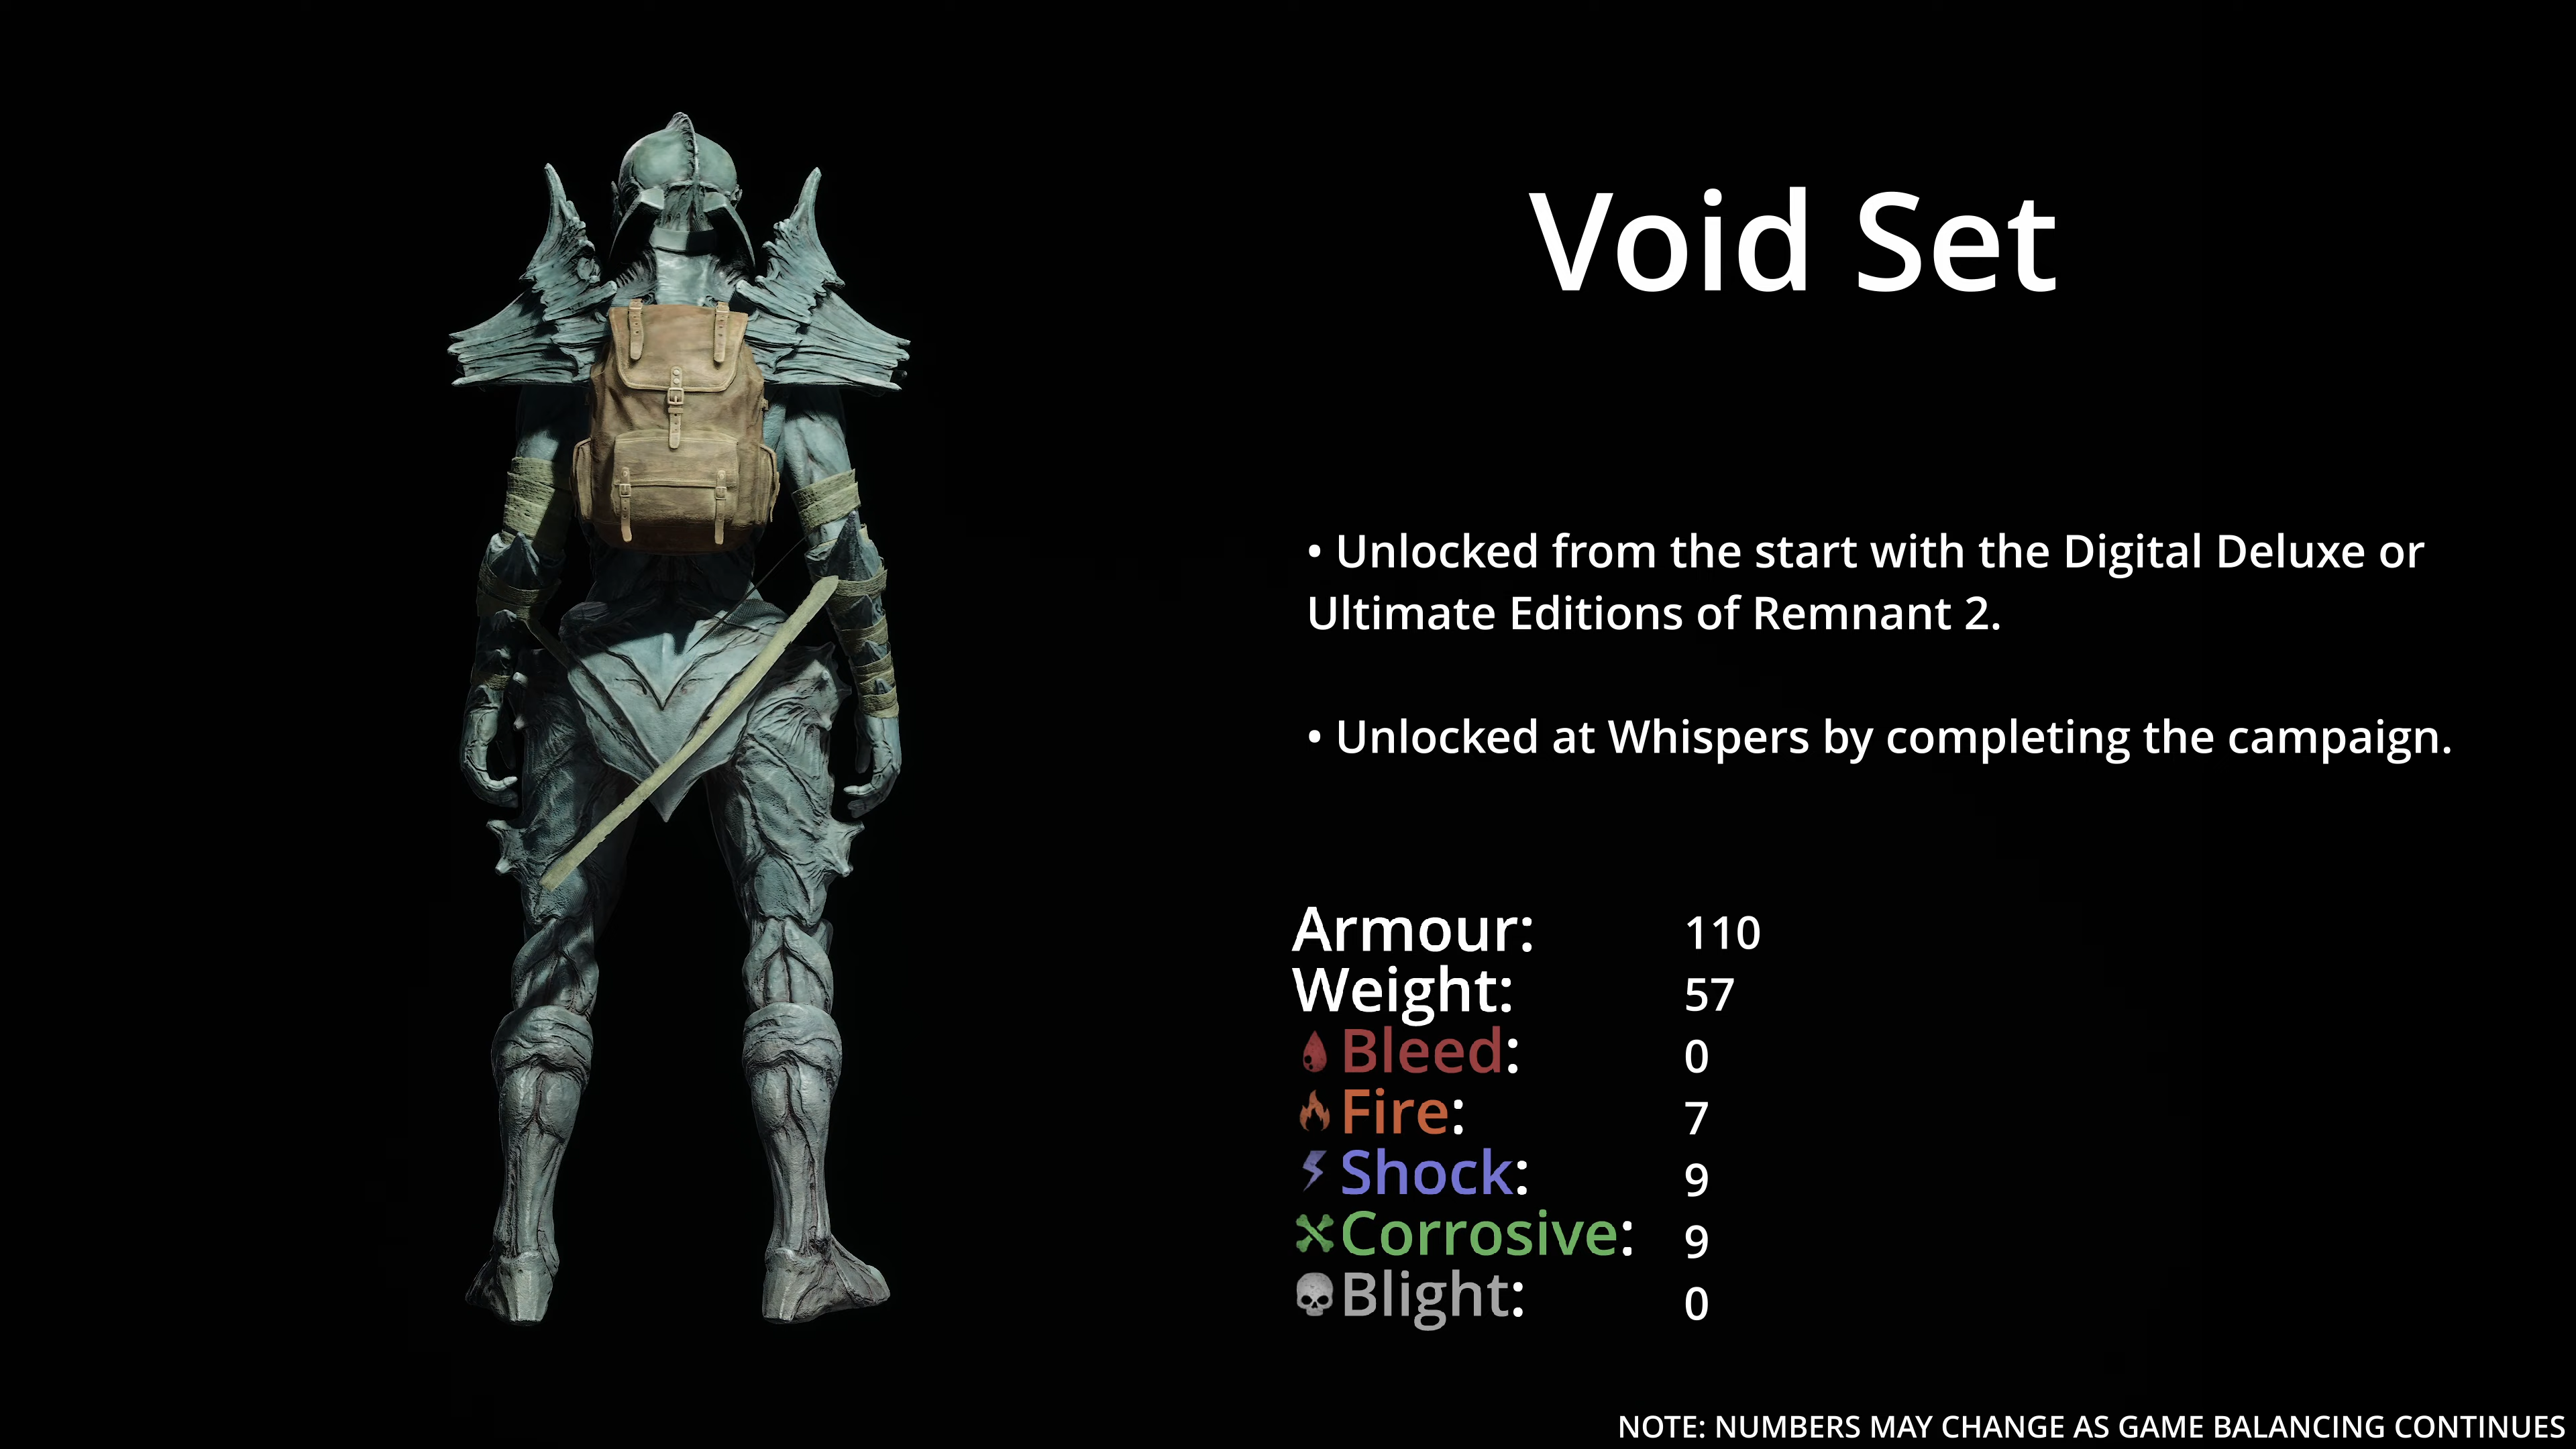 Void Set
• Unlocked from the start with the Digital Deluxe or
Ultimate Editions of Remnant 2.
• Unlocked at Whispers by completing the campaign.
Armour: 110
Weight: 57
Bleed: 0
Fire: 7
Shock: 9
Corrosive: 9
Blight: 0
NOTE: NUMBERS MAY CHANGE AS GAME BALANCING CONTINUES